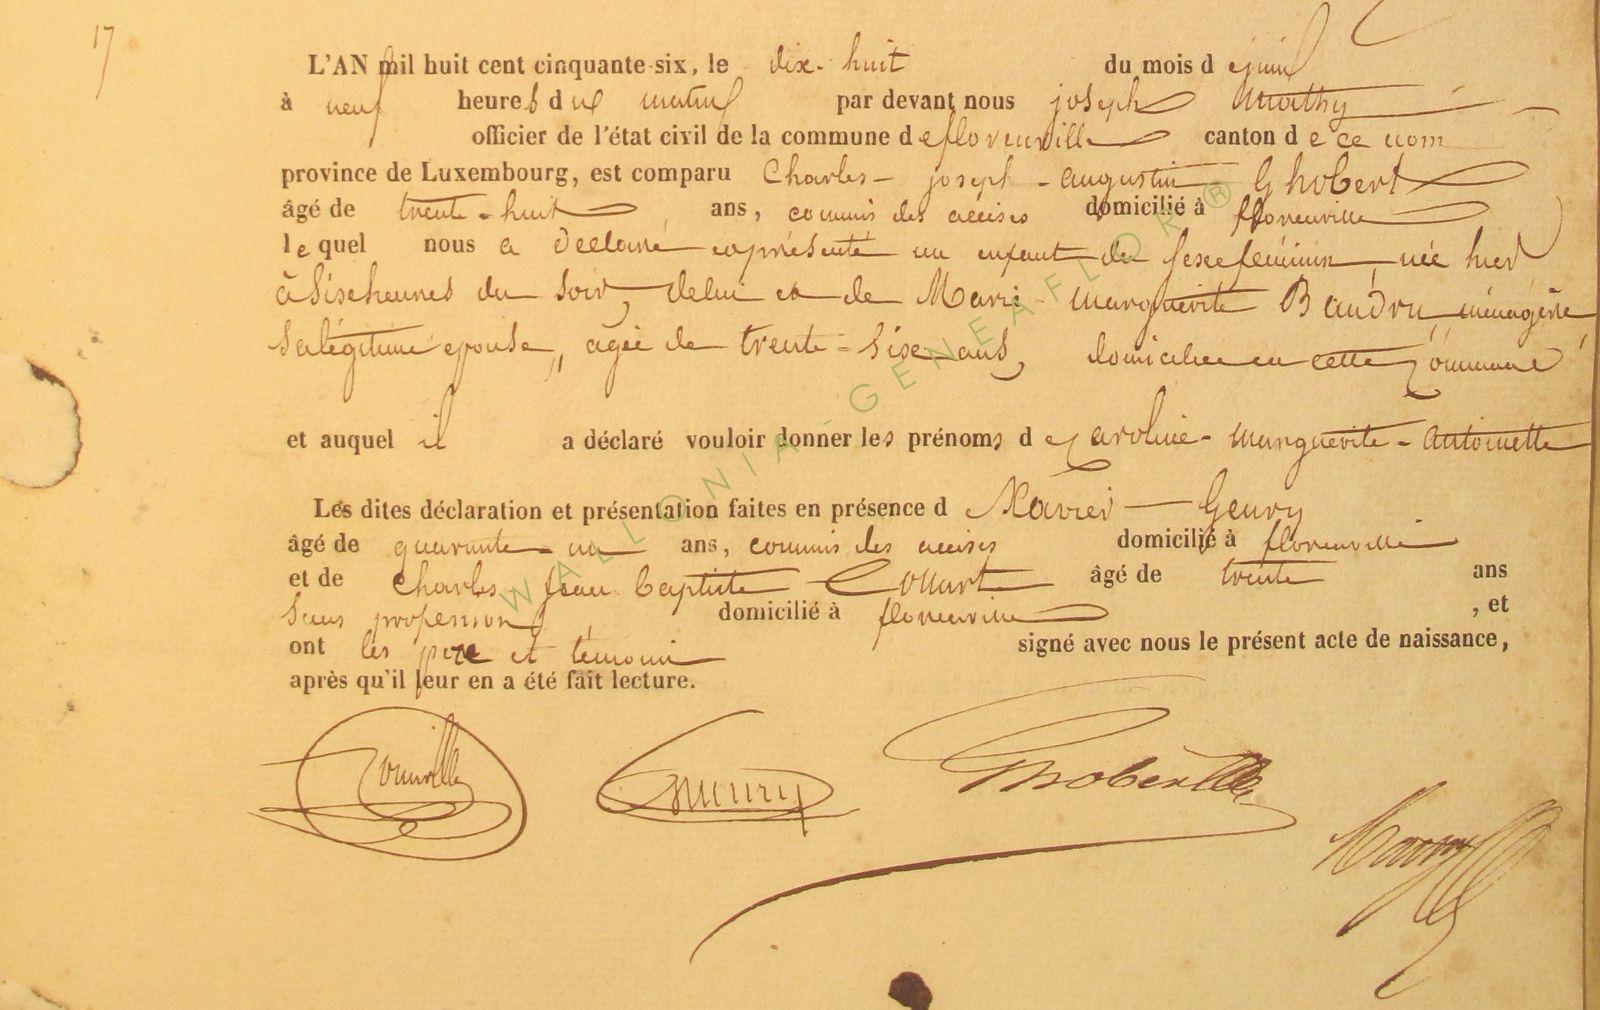 17
L'AN mil huit cent cinquante-six, le dix-huit du mois de juin
à neuf heures du matin par devant nous joseph
officier de l'état civil de la commune de florenville canton de ce nom
province de Luxembourg, est comparu Charles-joseph-augustin Ghobert
âgé de trente-huit ans, commis des accises domicilié à florenville
lequel nous a déclaré et présenté un enfant du sexe féminin, née hier
à sixe heures du soir, de lui et de Marie-marguerite Baudru, ménagère
sa légitime épouse, agée de trente-sixe ans, domiciliée en cette Commune
et auquel il a déclaré vouloir donner les prénoms de Caroline-marguerite-antoinette
Les dites déclaration et présentation faites en présence d Xavier Geury
âgé de quarante-un ans, commis des accises domicilié à florenville
et de Charles jean baptiste âgé de trente ans
sans profession, domicilié à florenville, et
ont les père et témoins signé avec nous le présent acte de naissance,
après qu'il leur en a été fait lecture.
WALLONIA GENEAFLOR ®